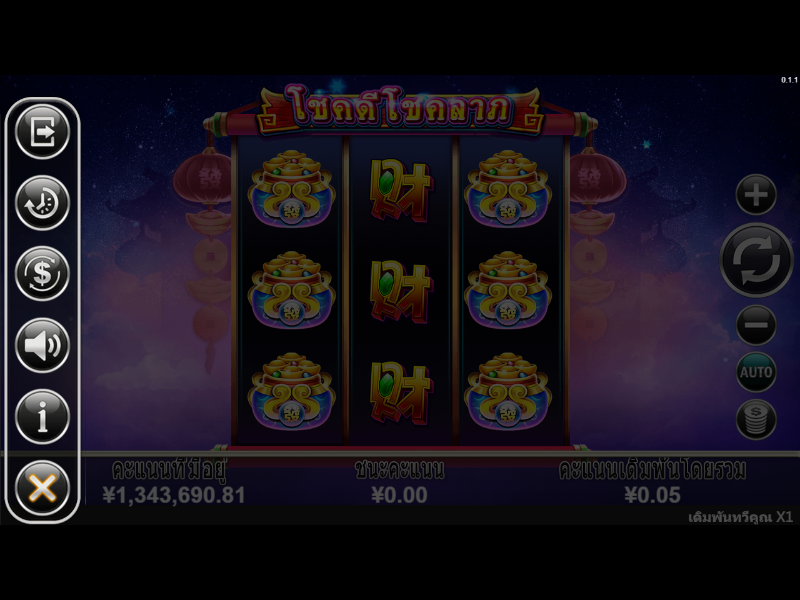 0.1.1
โชคดีโชคลาภ
AUTO
คะแนนที่มีอยู่
ชนะคะแนน
คะแนนเดิมพันโดยรวม
¥1,343,690.81
¥0.00
¥0.05
เดิมพันทวีคูณ X1